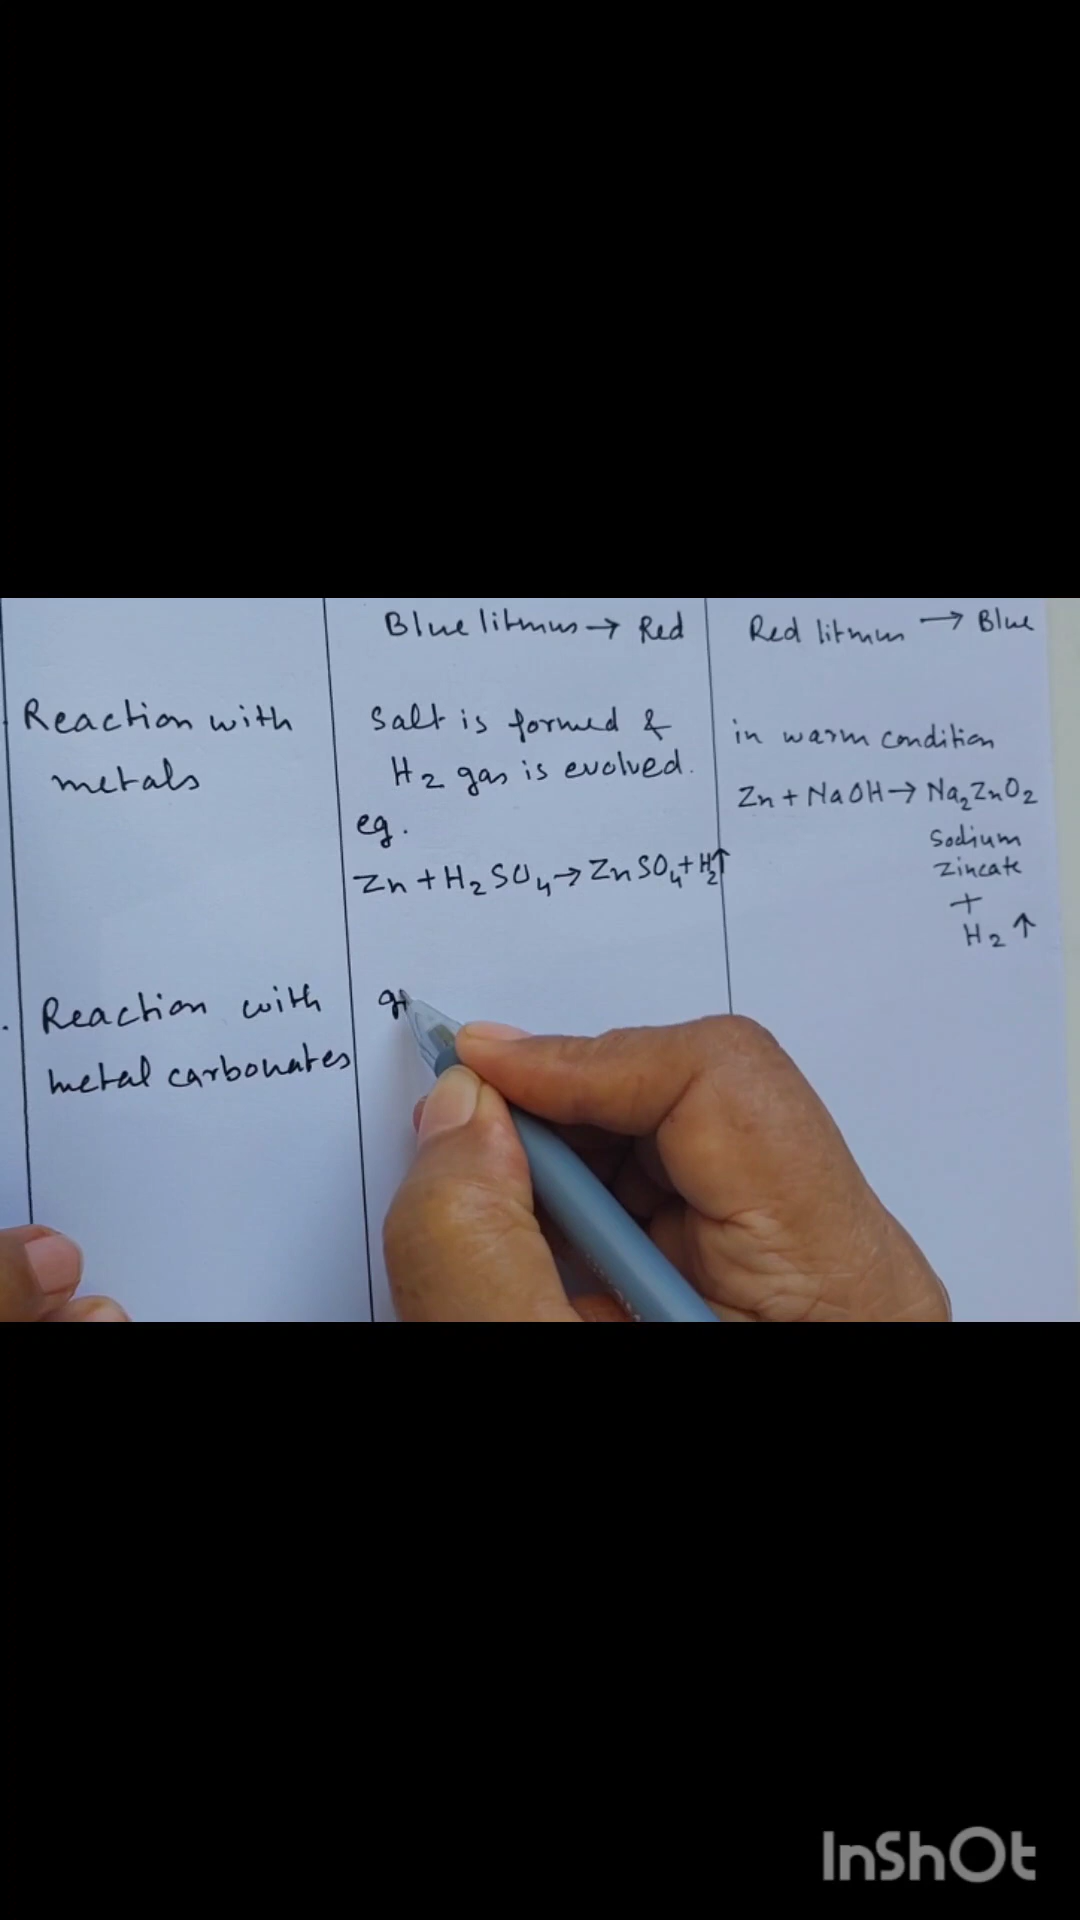 Blue litmus → Red
Red litmus → Blue
Reaction with
metals
Salt is formed &
H2 gas is evolved.
eg.
Zn + H2SO4 → ZnSO4 + H2↑
in warm condition
Zn + NaOH → Na2ZnO2
Sodium
Zincate
+
H2 ↑
Reaction with
metal carbonates
InShOt